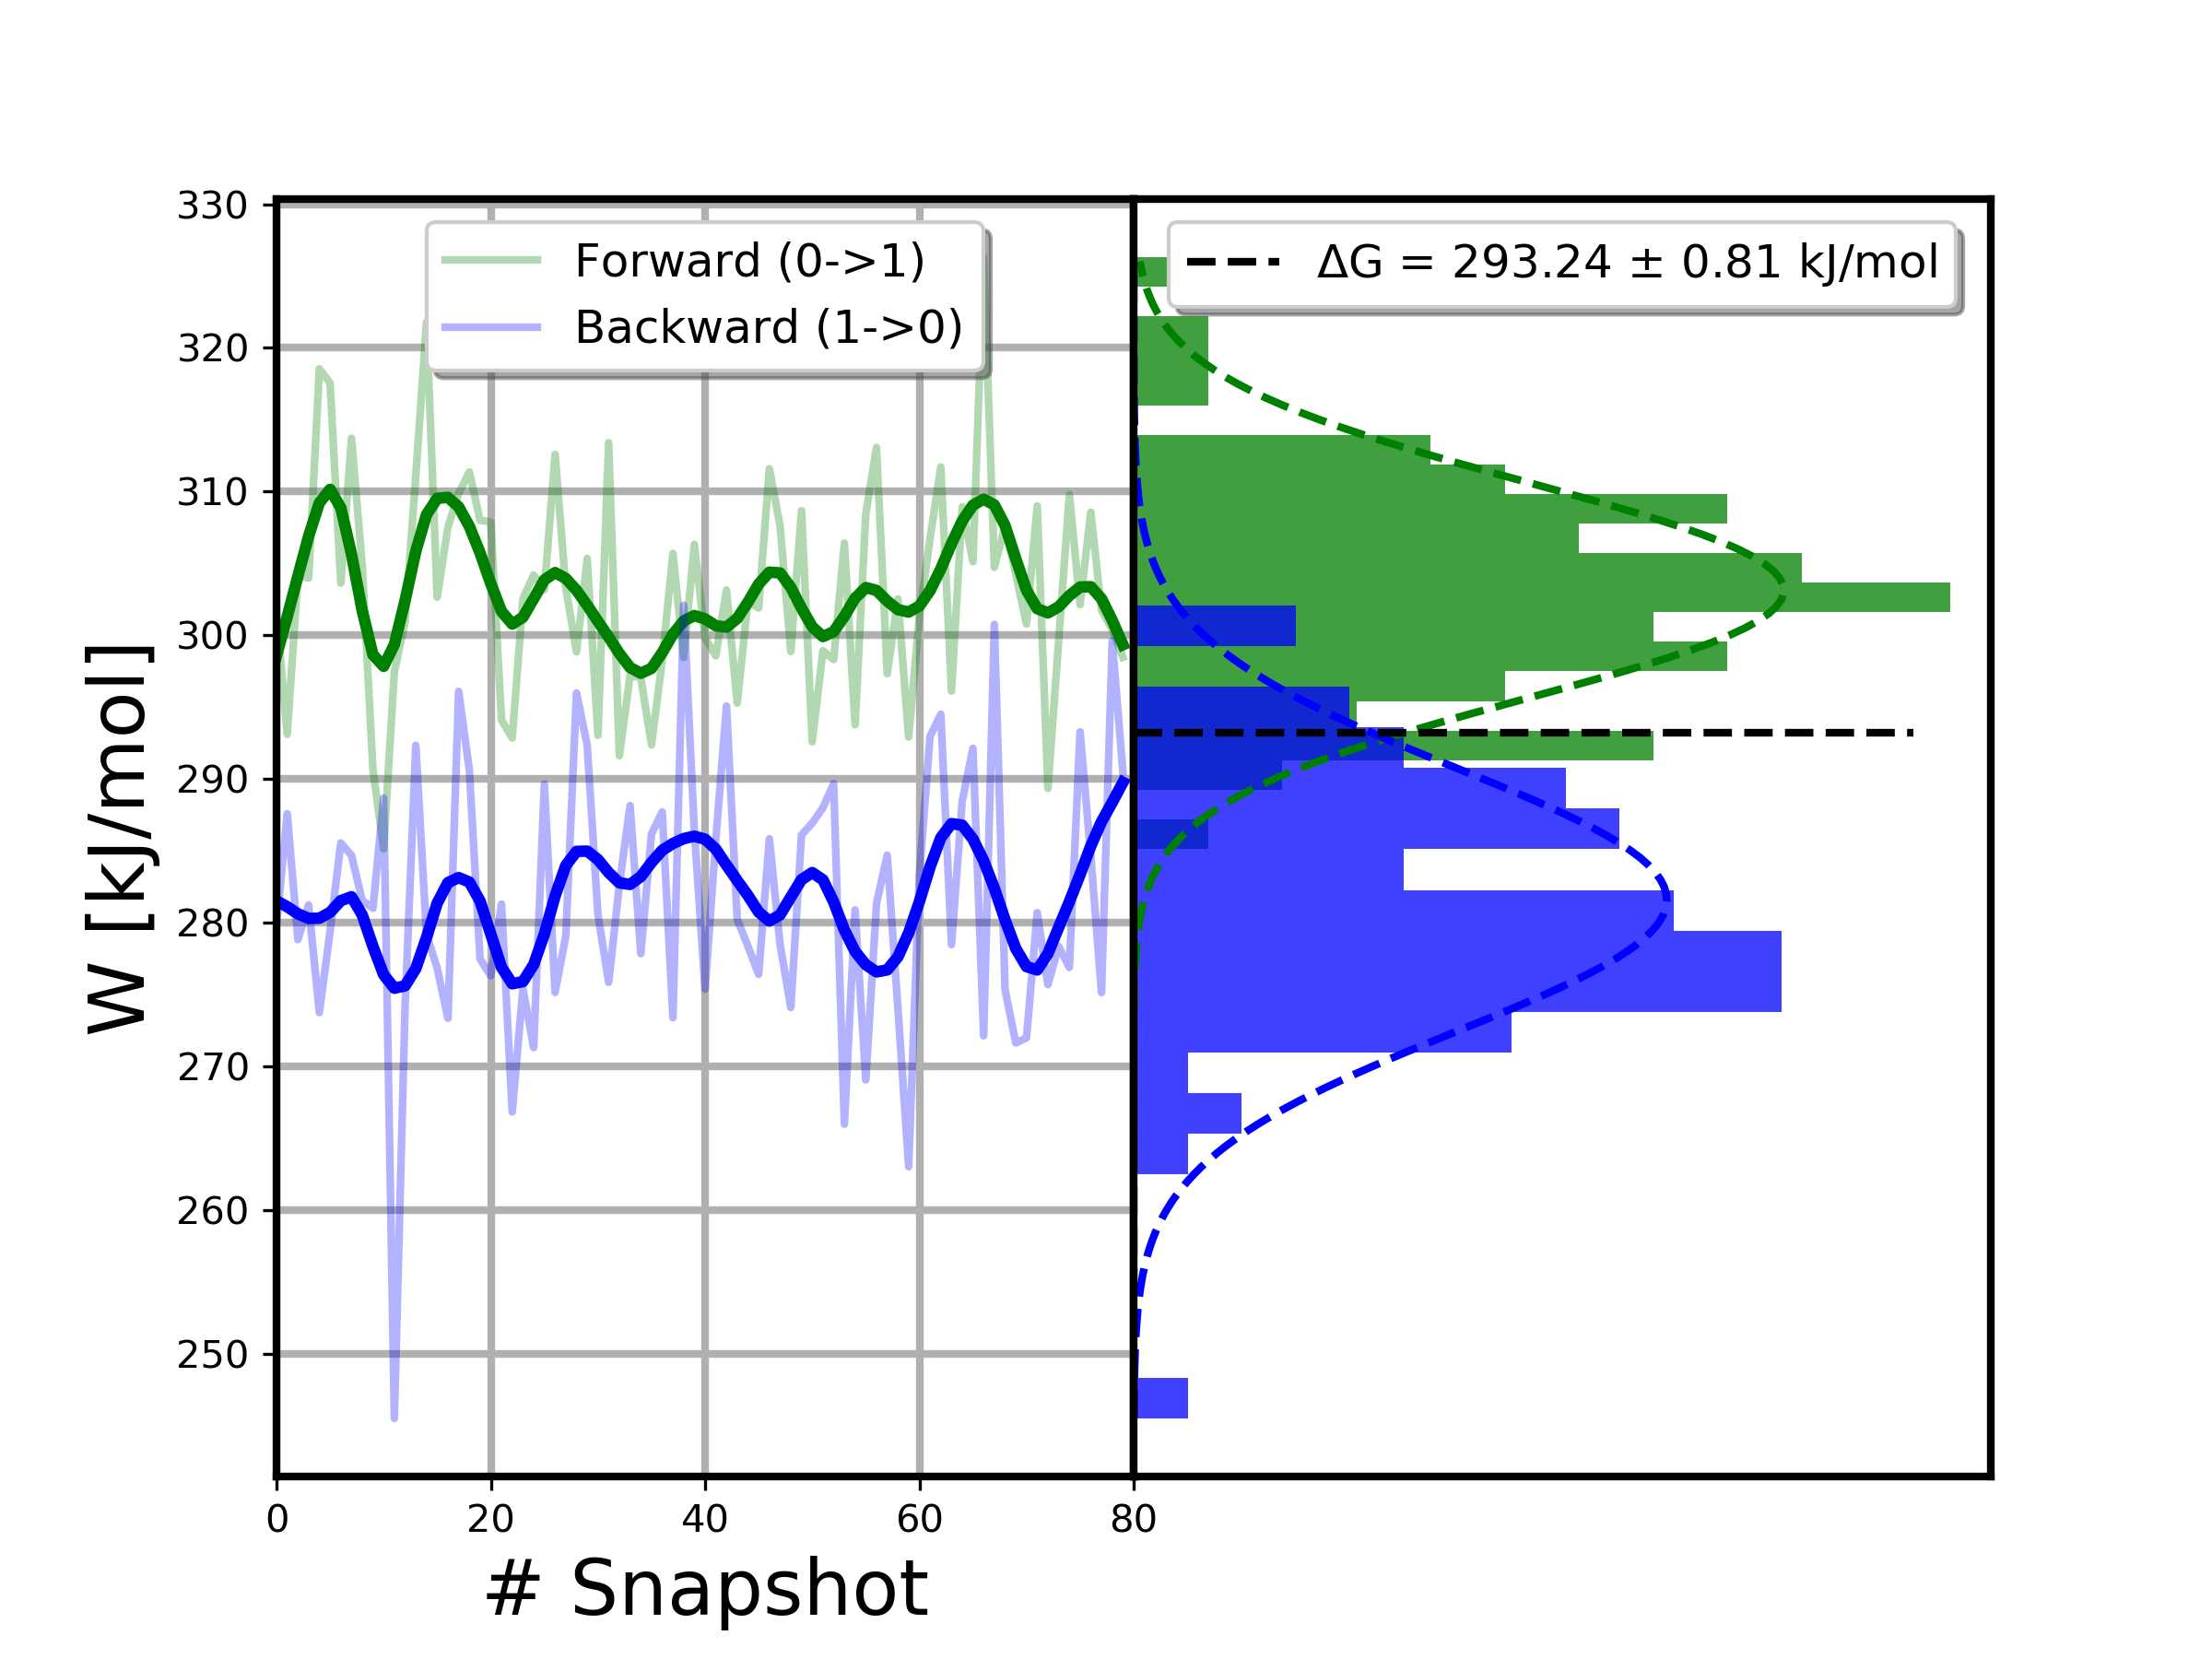 330
320
310
300
290
280
270
260
250
W [kJ/mol]
Forward (0->1)
Backward (1->0)
ΔG = 293.24 ± 0.81 kJ/mol
0 20 40 60 80
# Snapshot